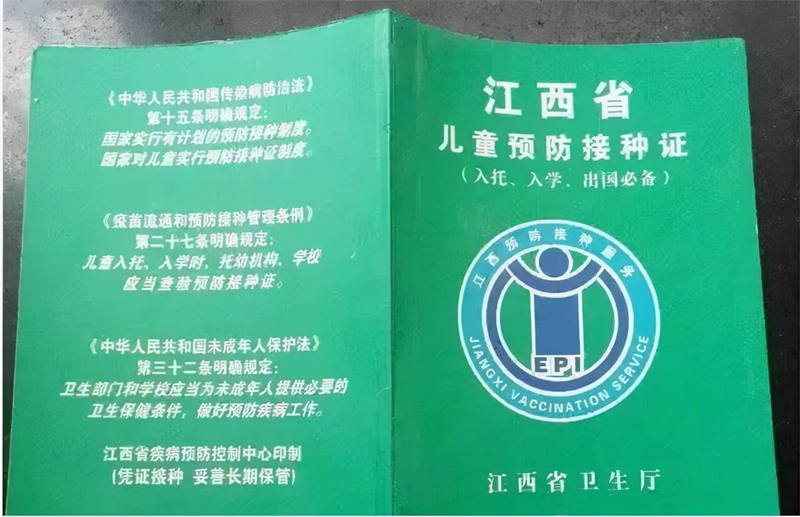 《中华人民共和国传染病防治法》
第十五条明确规定：
国家实行有计划的预防接种制度。
国家对儿童实行预防接种证制度。
《疫苗流通和预防接种管理条例》
第二十七条明确规定：
儿童入托、入学时，托幼机构、学校
应当查验预防接种证。
《中华人民共和国未成年人保护法》
第三十二条明确规定：
卫生部门和学校应当为未成年人提供必要的
卫生保健条件，做好预防疾病工作。
江西省疾病预防控制中心印制
(凭证接种 妥善长期保管)
江西省
儿童预防接种证
（入托、入学、出国必备）
江西预防接种服务
EPI
JIANGXI VACCINATION SERVICE
江西省卫生厅